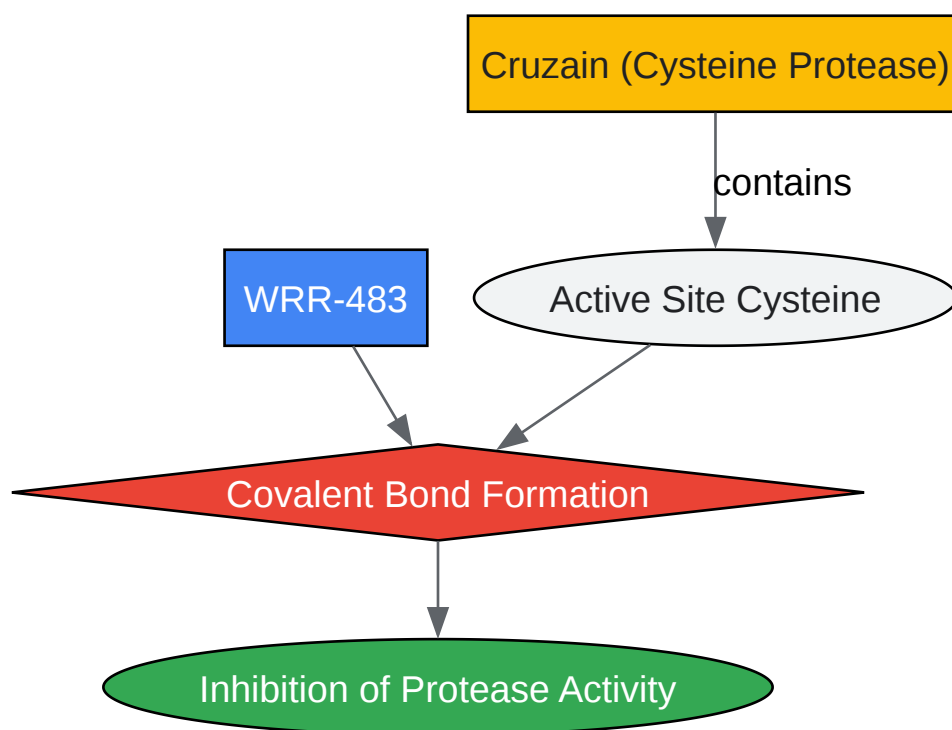 Cruzain (Cysteine Protease)
contains
WRR-483
Active Site Cysteine
Covalent Bond Formation
Inhibition of Protease Activity